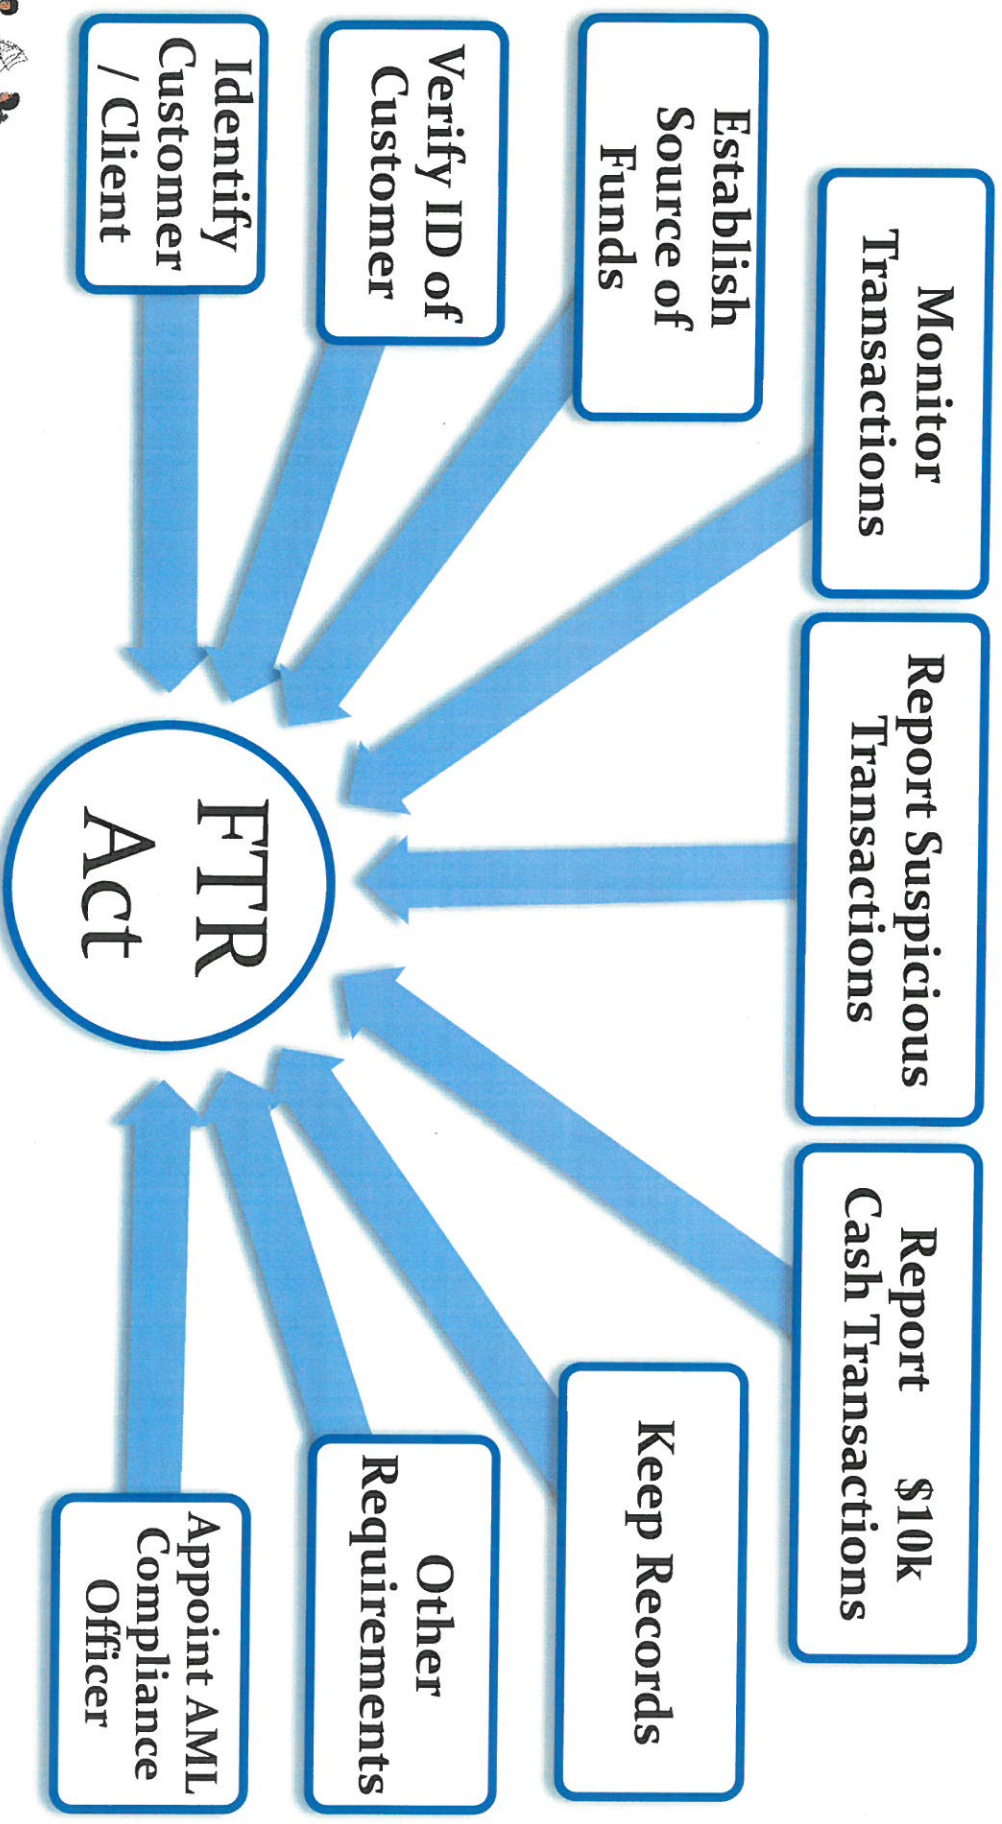 Monitor
Transactions
Report Suspicious
Transactions
Report $10k
Cash Transactions
Establish
Source of
Funds
Keep Records
Verify ID of
Customer
Other
Requirements
Identify
Customer
/ Client
FTR
Act
Appoint AML
Compliance
Officer